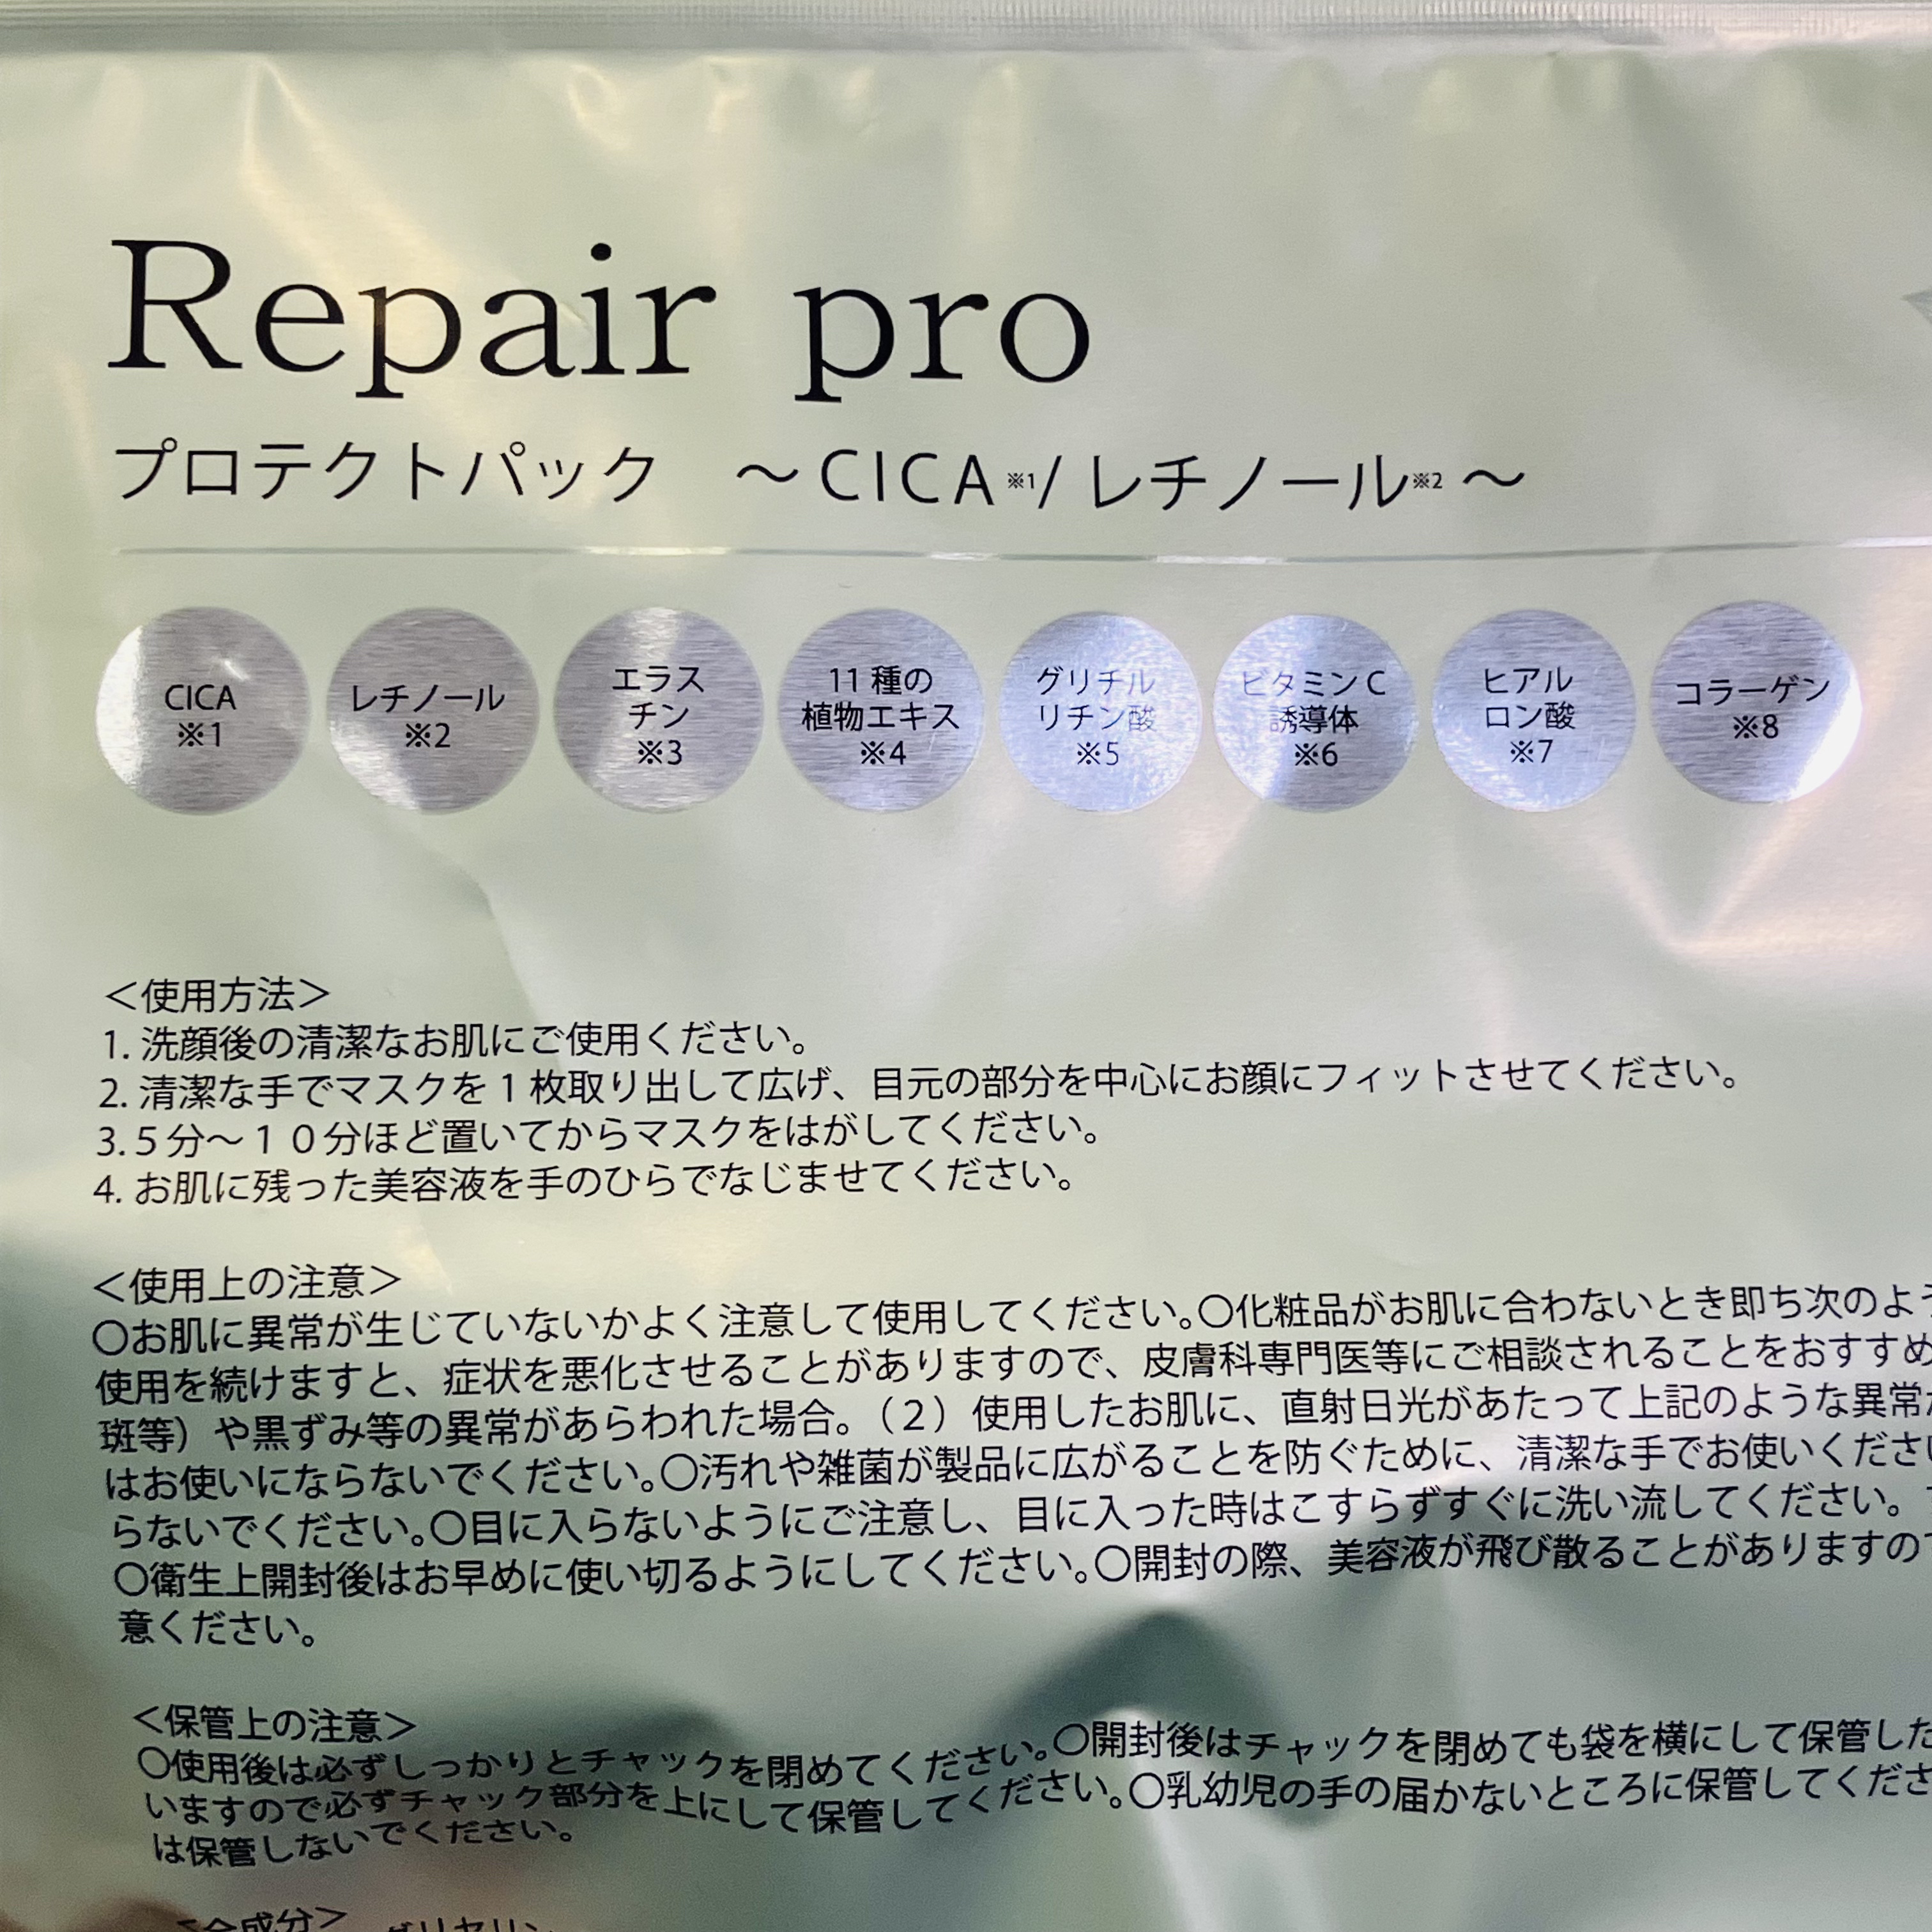 Repair pro
プロテクトパック ～CICA※1/ レチノール※2～
CICA
※1
レチノール
※2
エラス
チン
※3
11 種の
植物エキス
※4
グリチル
リチン酸
※5
ビタミンC
誘導体
※6
ヒアル
ロン酸
※7
コラーゲン
※8
＜使用方法＞
1. 洗顔後の清潔なお肌にご使用ください。
2. 清潔な手でマスクを 1 枚取り出して広げ、目元の部分を中心にお顔にフィットさせてください。
3. 5 分～１０分ほど置いてからマスクをはがしてください。
4. お肌に残った美容液を手のひらでなじませてください。
＜使用上の注意＞
〇お肌に異常が生じていないかよく注意して使用してください。〇化粧品がお肌に合わないとき即ち次のよう
使用を続けますと、症状を悪化させることがありますので、皮膚科専門医等にご相談されることをおすすめ
斑等）や黒ずみ等の異常があらわれた場合。（２）使用したお肌に、直射日光があたって上記のような異常が
はお使いにならないでください。〇汚れや雑菌が製品に広がることを防ぐために、清潔な手でお使いください
らないでください。〇目に入らないようにご注意し、目に入った時はこすらずすぐに洗い流してください。
〇衛生上開封後はお早めに使い切るようにしてください。〇開封の際、美容液が飛び散ることがありますので
意ください。
＜保管上の注意＞
〇使用後は必ずしっかりとチャックを閉めてください。〇開封後はチャックを閉めても袋を横にして保管した
いますので必ずチャック部分を上にして保管してください。〇乳幼児の手の届かないところに保管してくださ
は保管しないでください。
＜全成分＞ グリセリン